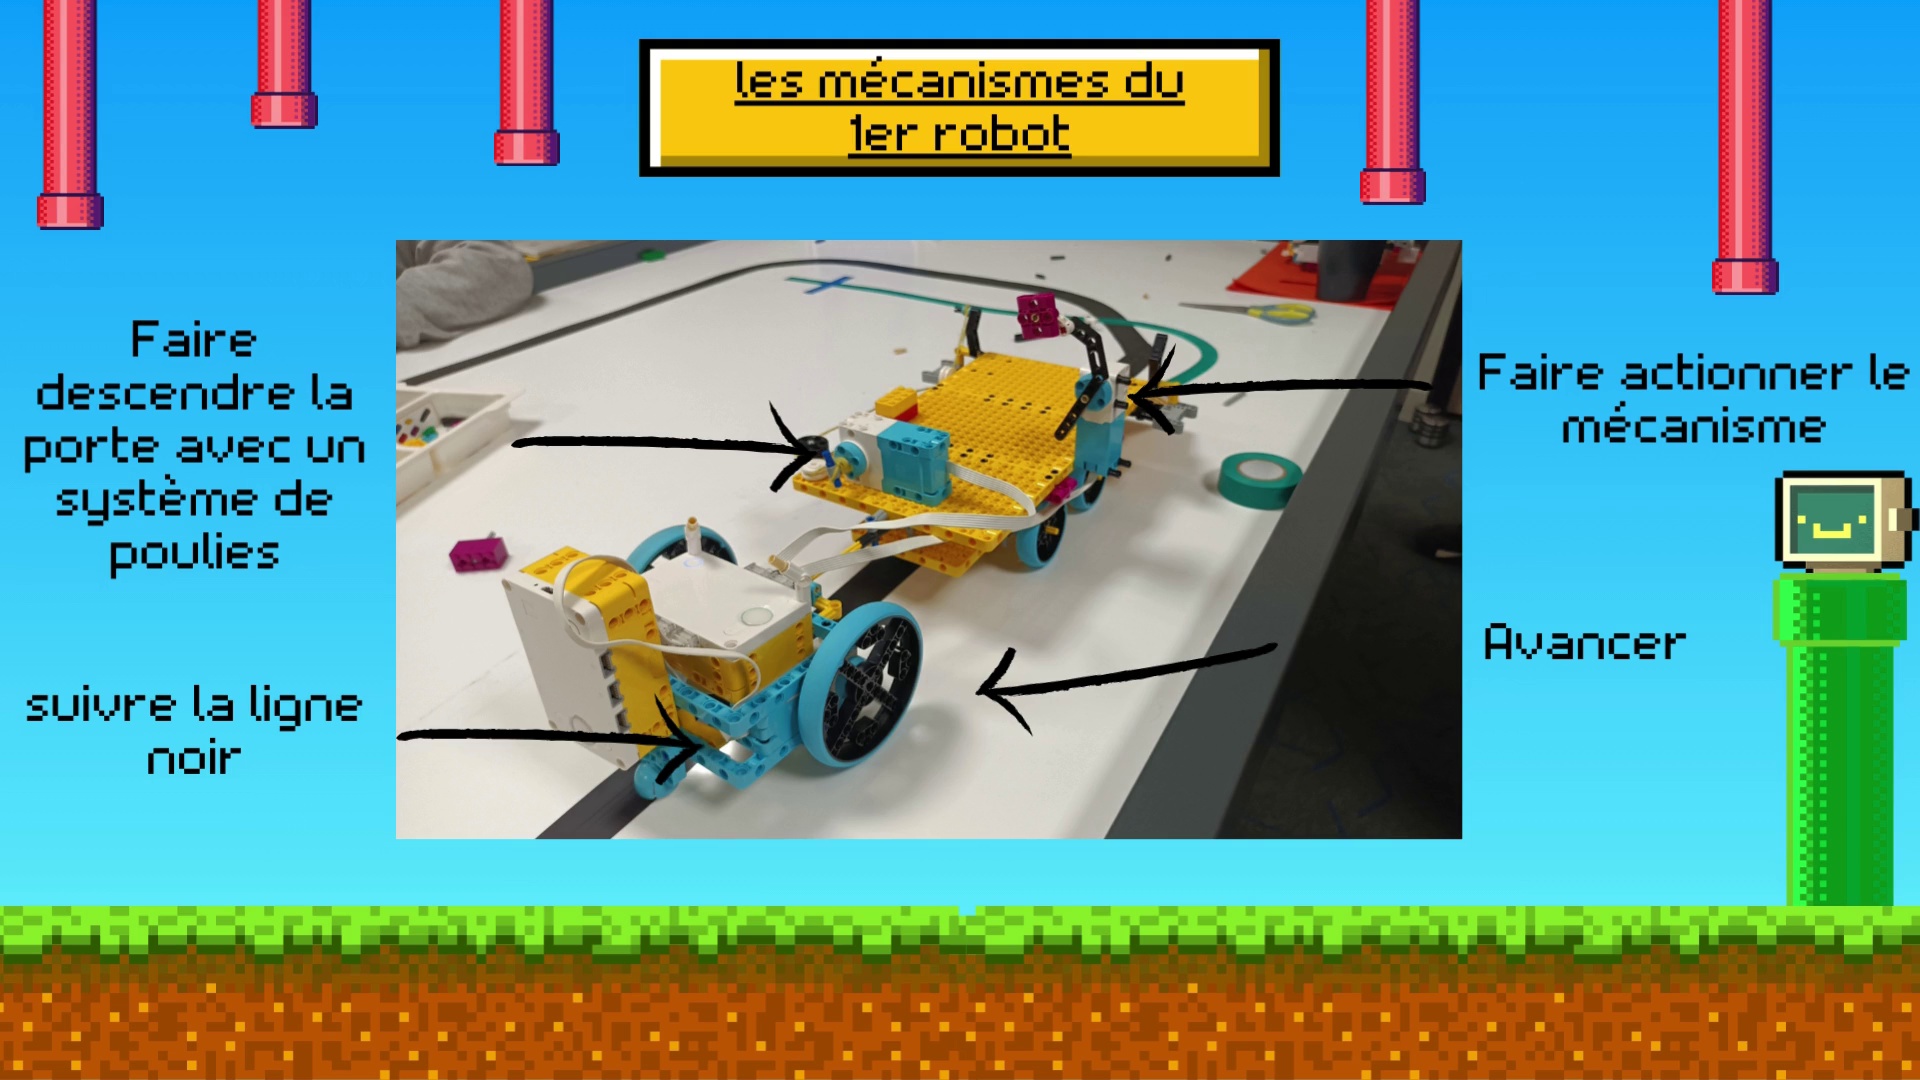 les mécanismes du
1er robot
Faire
descendre la
porte avec un
système de
poulies
suivre la ligne
noir
Faire actionner le
mécanisme
Avancer